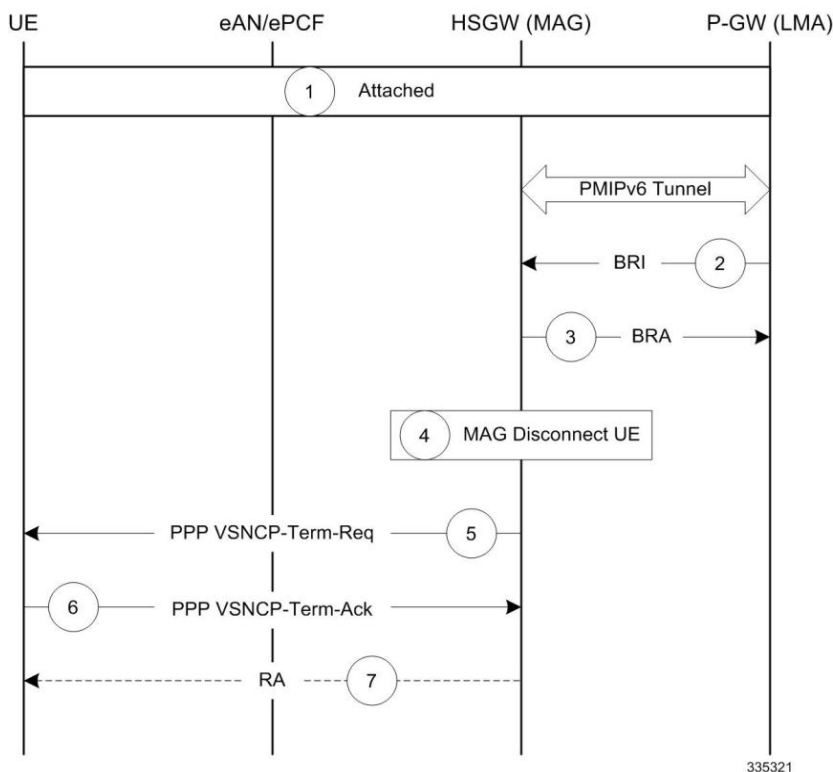 UE eAN/ePCF HSGW (MAG) P-GW (LMA)
1 Attached
PMIPv6 Tunnel
BRI 2
3 BRA
4 MAG Disconnect UE
PPP VSNCP-Term-Req 5
6 PPP VSNCP-Term-Ack
RA 7
335321